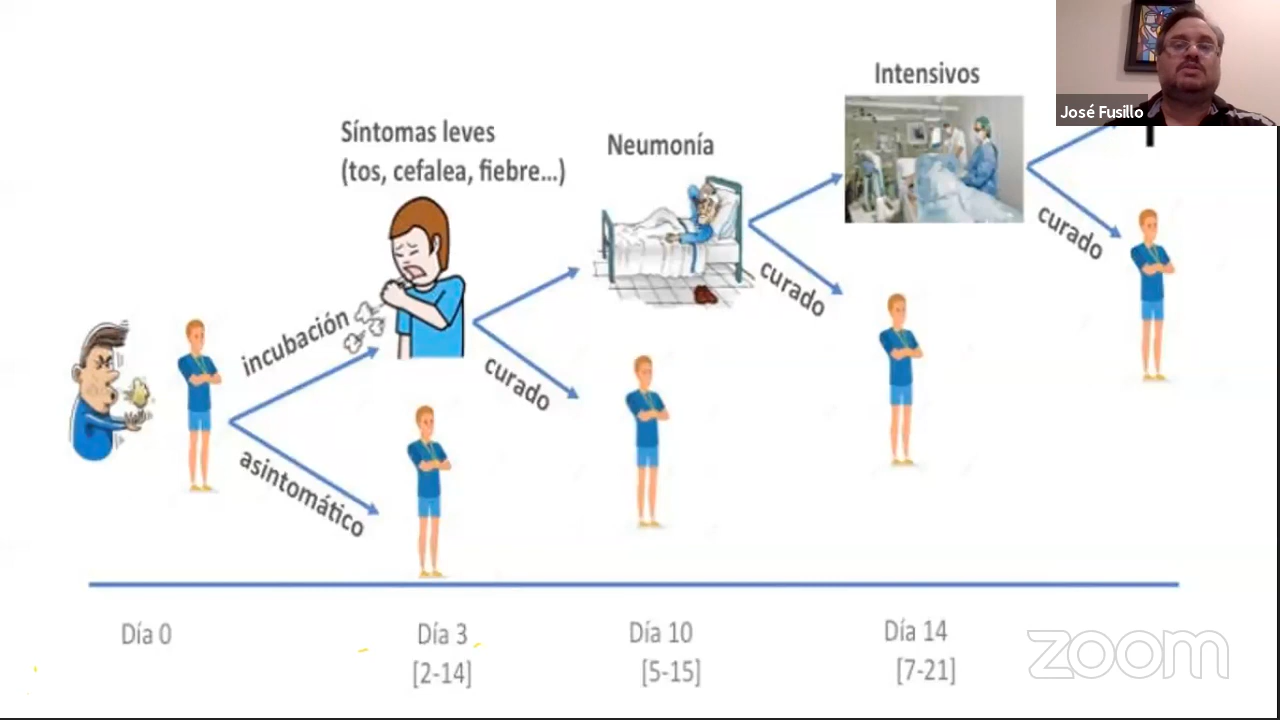 José Fusillo
Intensivos
Síntomas leves
(tos, cefalea, fiebre...)
Neumonía
curado
curado
incubación
curado
asintomático
Día 0
Día 3
Día 10
Día 14
[2-14]
[5-15]
[7-21]
zoom